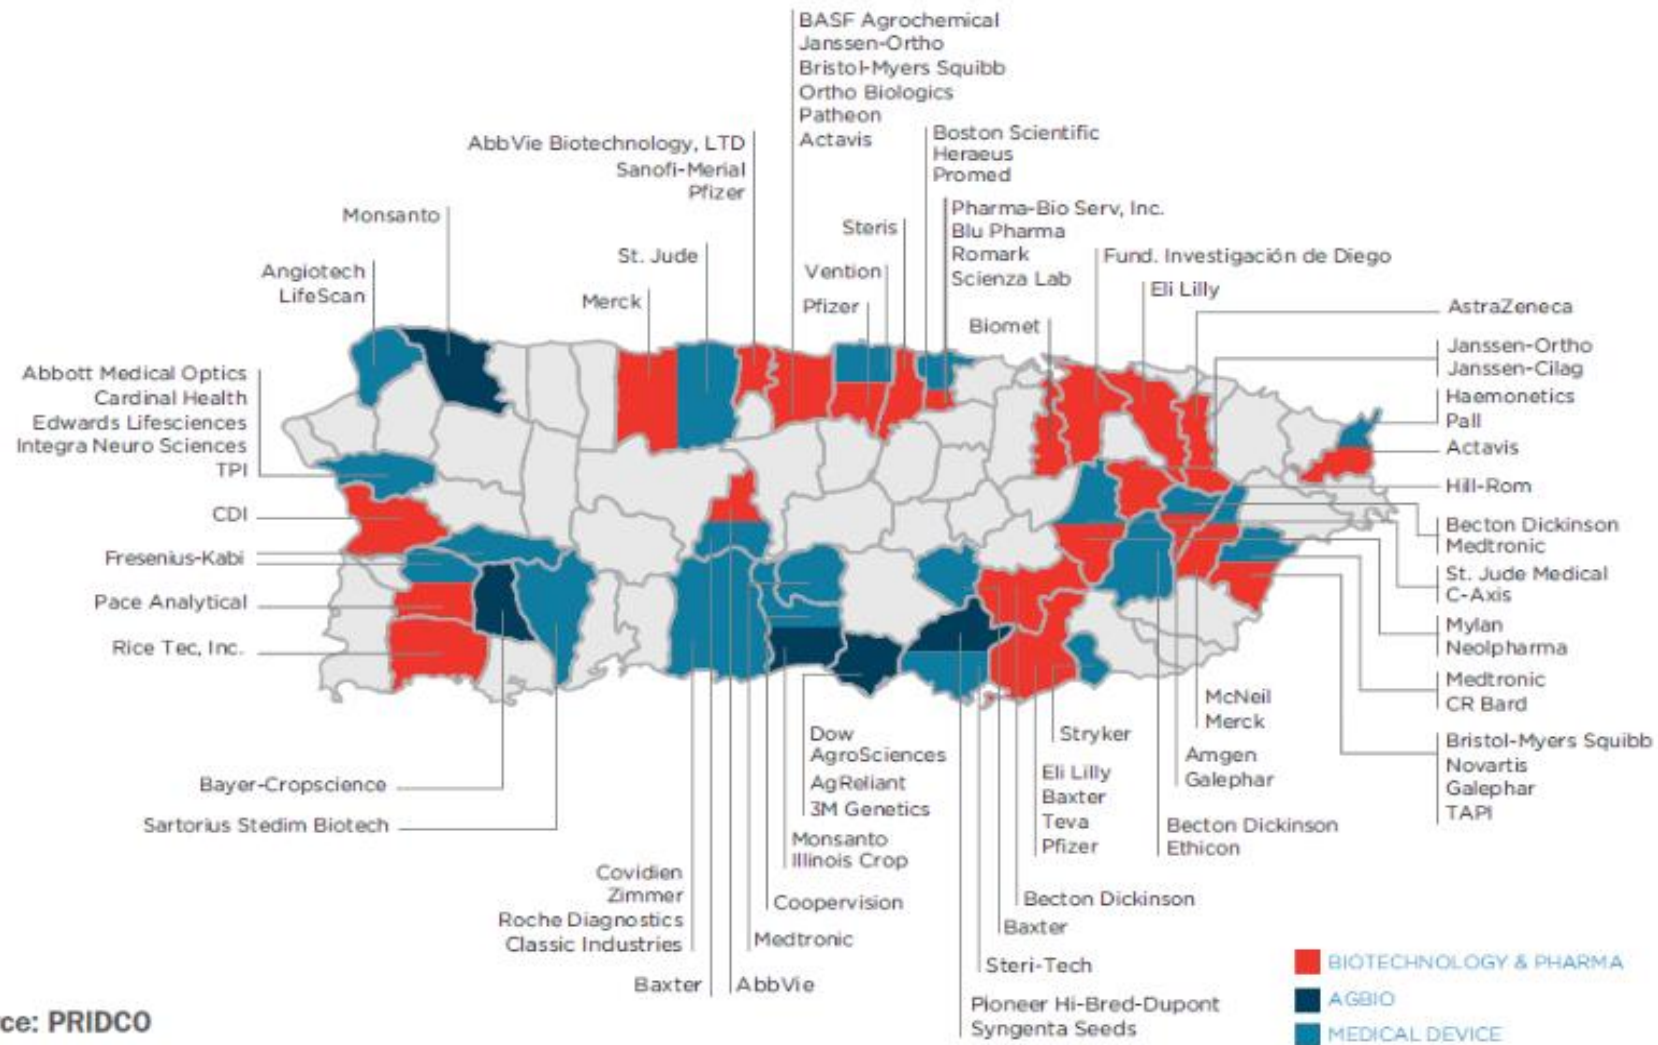 BASF Agrochemical
Janssen-Ortho
Bristol-Myers Squibb
Ortho Biologics
Patheon
Actavis
AbbVie Biotechnology, LTD
Sanofi-Merial
Pfizer
Boston Scientific
Heraeus
Promed
Monsanto
Pharma-Bio Serv, Inc.
Blu Pharma
Romark
Scienza Lab
Steris
St. Jude
Fund. Investigación de Diego
Angiotech
LifeScan
Vention
Merck
Pfizer
Eli Lilly
Biomet
AstraZeneca
Janssen-Ortho
Janssen-Cilag
Haemonetics
Pall
Actavis
Hill-Rom
Becton Dickinson
Medtronic
St. Jude Medical
C-Axis
Mylan
Neolpharma
Medtronic
CR Bard
Bristol-Myers Squibb
Novartis
Galephar
TAPI
Abbott Medical Optics
Cardinal Health
Edwards Lifesciences
Integra Neuro Sciences
TPI
CDI
Fresenius-Kabi
Pace Analytical
Rice Tec, Inc.
Bayer-Cropscience
Sartorius Stedim Biotech
Covidien
Zimmer
Roche Diagnostics
Classic Industries
Baxter
AbbVie
Medtronic
Coopervision
Monsanto
Illinois Crop
Dow
AgroSciences
AgReliant
3M Genetics
Pioneer Hi-Bred-Dupont
Syngenta Seeds
Steri-Tech
Baxter
Becton Dickinson
Eli Lilly
Baxter
Teva
Pfizer
Stryker
Becton Dickinson
Ethicon
Amgen
Galephar
McNeil
Merck
BIOTECHNOLOGY & PHARMA
AGBIO
MEDICAL DEVICE
rce: PRIDCO